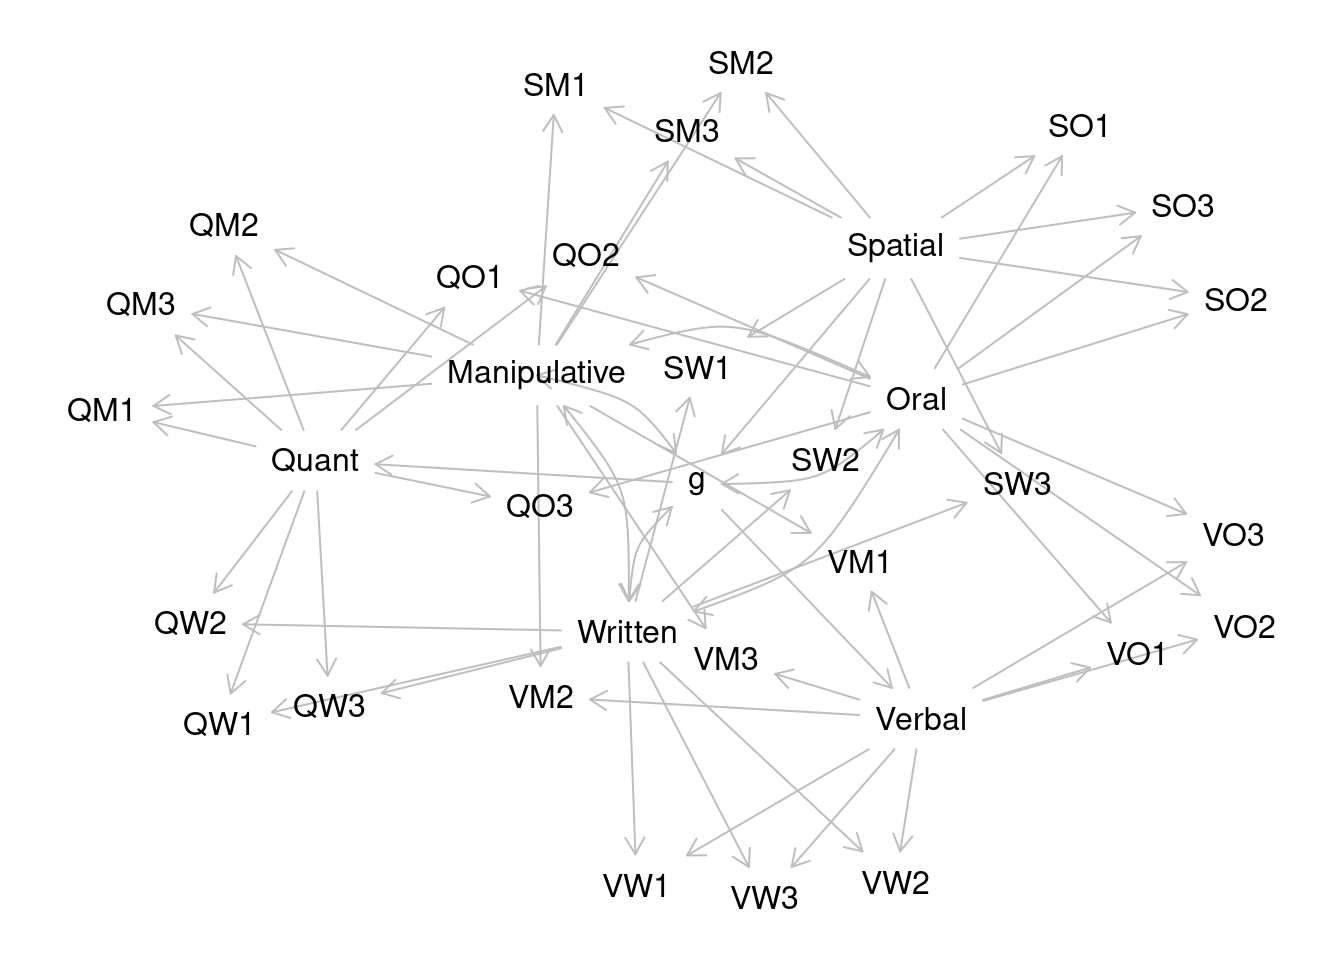 SM2
SM1
SM3
SO1
SO3
QM2
Spatial
QO2
QO1
QM3
SO2
SW1
Manipulative
Oral
QM1
Quant
SW2
g
SW3
QO3
VO3
VM1
QW2
VO2
Written
VO1
VM3
VM2
QW3
Verbal
QW1
VW2
VW1
VW3